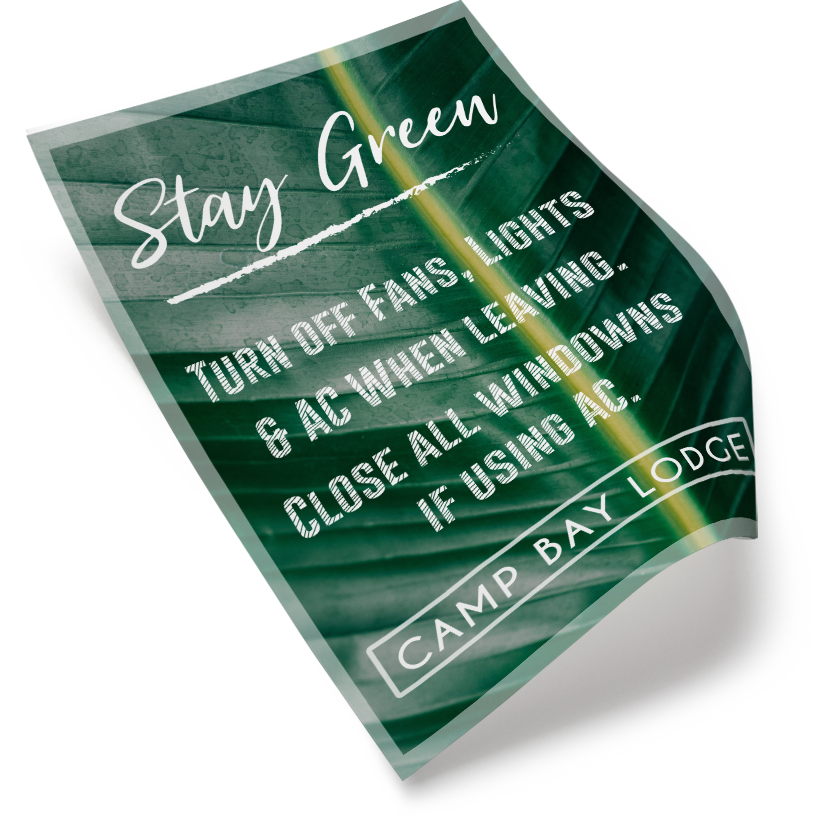 Stay Green
TURN OFF FANS, LIGHTS
& AC WHEN LEAVING.
CLOSE ALL WINDOWNS
IF USING AC.
CAMP BAY LODGE